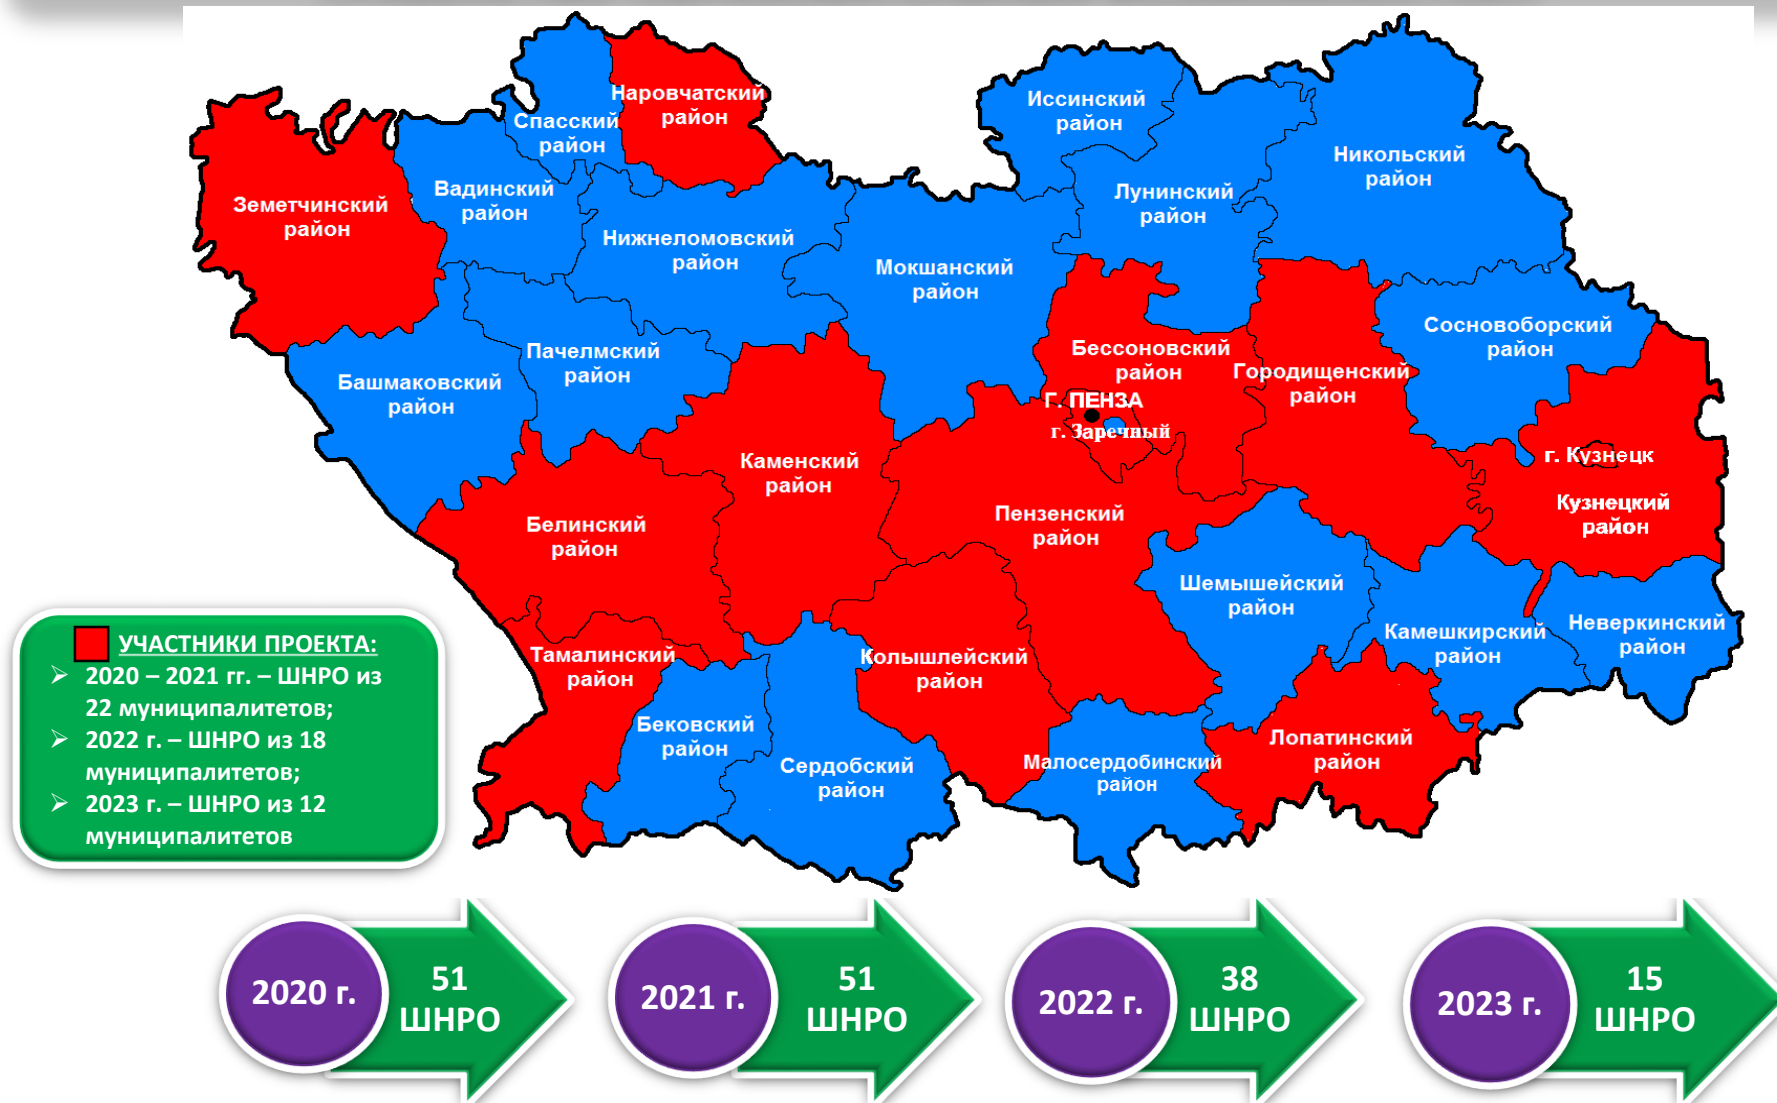 Наровчатский
район
Спасский
район
Иссинский
район
Никольский
район
Земетчинский
район
Вадинский
район
Лунинский
район
Нижнеломовский
район
Мокшанский
район
Сосновоборский
район
Пачелмский
район
Башмаковский
район
Бессоновский
район
Городищенский
район
Г. ПЕНЗА
г. Заречный
Каменский
район
г. Кузнецк
Кузнецкий
район
Белинский
район
Пензенский
район
Шемышейский
район
Камешкирский
район
Неверкинский
район
Тамалинский
район
Колышлейский
район
Бековский
район
Сердобский
район
Малосердобинский
район
Лопатинский
район
УЧАСТНИКИ ПРОЕКТА:
2020 – 2021 гг. – ШНРО из
22 муниципалитетов;
2022 г. – ШНРО из 18
муниципалитетов;
2023 г. – ШНРО из 12
муниципалитетов
2020 г.
51
ШНРО
2021 г.
51
ШНРО
2022 г.
38
ШНРО
2023 г.
15
ШНРО